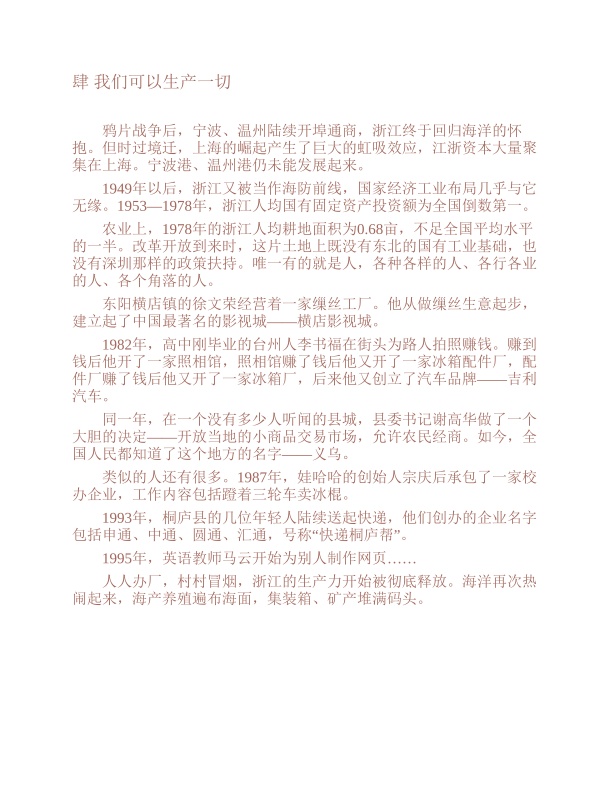 肆 我们可以生产一切
鸦片战争后，宁波、温州陆续开埠通商，浙江终于回归海洋的怀
抱。但时过境迁，上海的崛起产生了巨大的虹吸效应，江浙资本大量聚
集在上海。宁波港、温州港仍未能发展起来。
1949年以后，浙江又被当作海防前线，国家经济工业布局几乎与它
无缘。1953—1978年，浙江人均国有固定资产投资额为全国倒数第一。
农业上，1978年的浙江人均耕地面积为0.68亩，不足全国平均水平
的一半。改革开放到来时，这片土地上既没有东北的国有工业基础，也
没有深圳那样的政策扶持。唯一有的就是人，各种各样的人、各行各业
的人、各个角落的人。
东阳横店镇的徐文荣经营着一家缫丝工厂。他从做缫丝生意起步，
建立起了中国最著名的影视城——横店影视城。
1982年，高中刚毕业的台州人李书福在街头为路人拍照赚钱。赚到
钱后他开了一家照相馆，照相馆赚了钱后他又开了一家冰箱配件厂，配
件厂赚了钱后他又开了一家冰箱厂，后来他又创立了汽车品牌——吉利
汽车。
同一年，在一个没有多少人听闻的县城，县委书记谢高华做了一个
大胆的决定——开放当地的小商品交易市场，允许农民经商。如今，全
国人民都知道了这个地方的名字——义乌。
类似的人还有很多。1987年，娃哈哈的创始人宗庆后承包了一家校
办企业，工作内容包括蹬着三轮车卖冰棍。
1993年，桐庐县的几位年轻人陆续送起快递，他们创办的企业名字
包括申通、中通、圆通、汇通，号称“快递桐庐帮”。
1995年，英语教师马云开始为别人制作网页……
人人办厂，村村冒烟，浙江的生产力开始被彻底释放。海洋再次热
闹起来，海产养殖遍布海面，集装箱、矿产堆满码头。